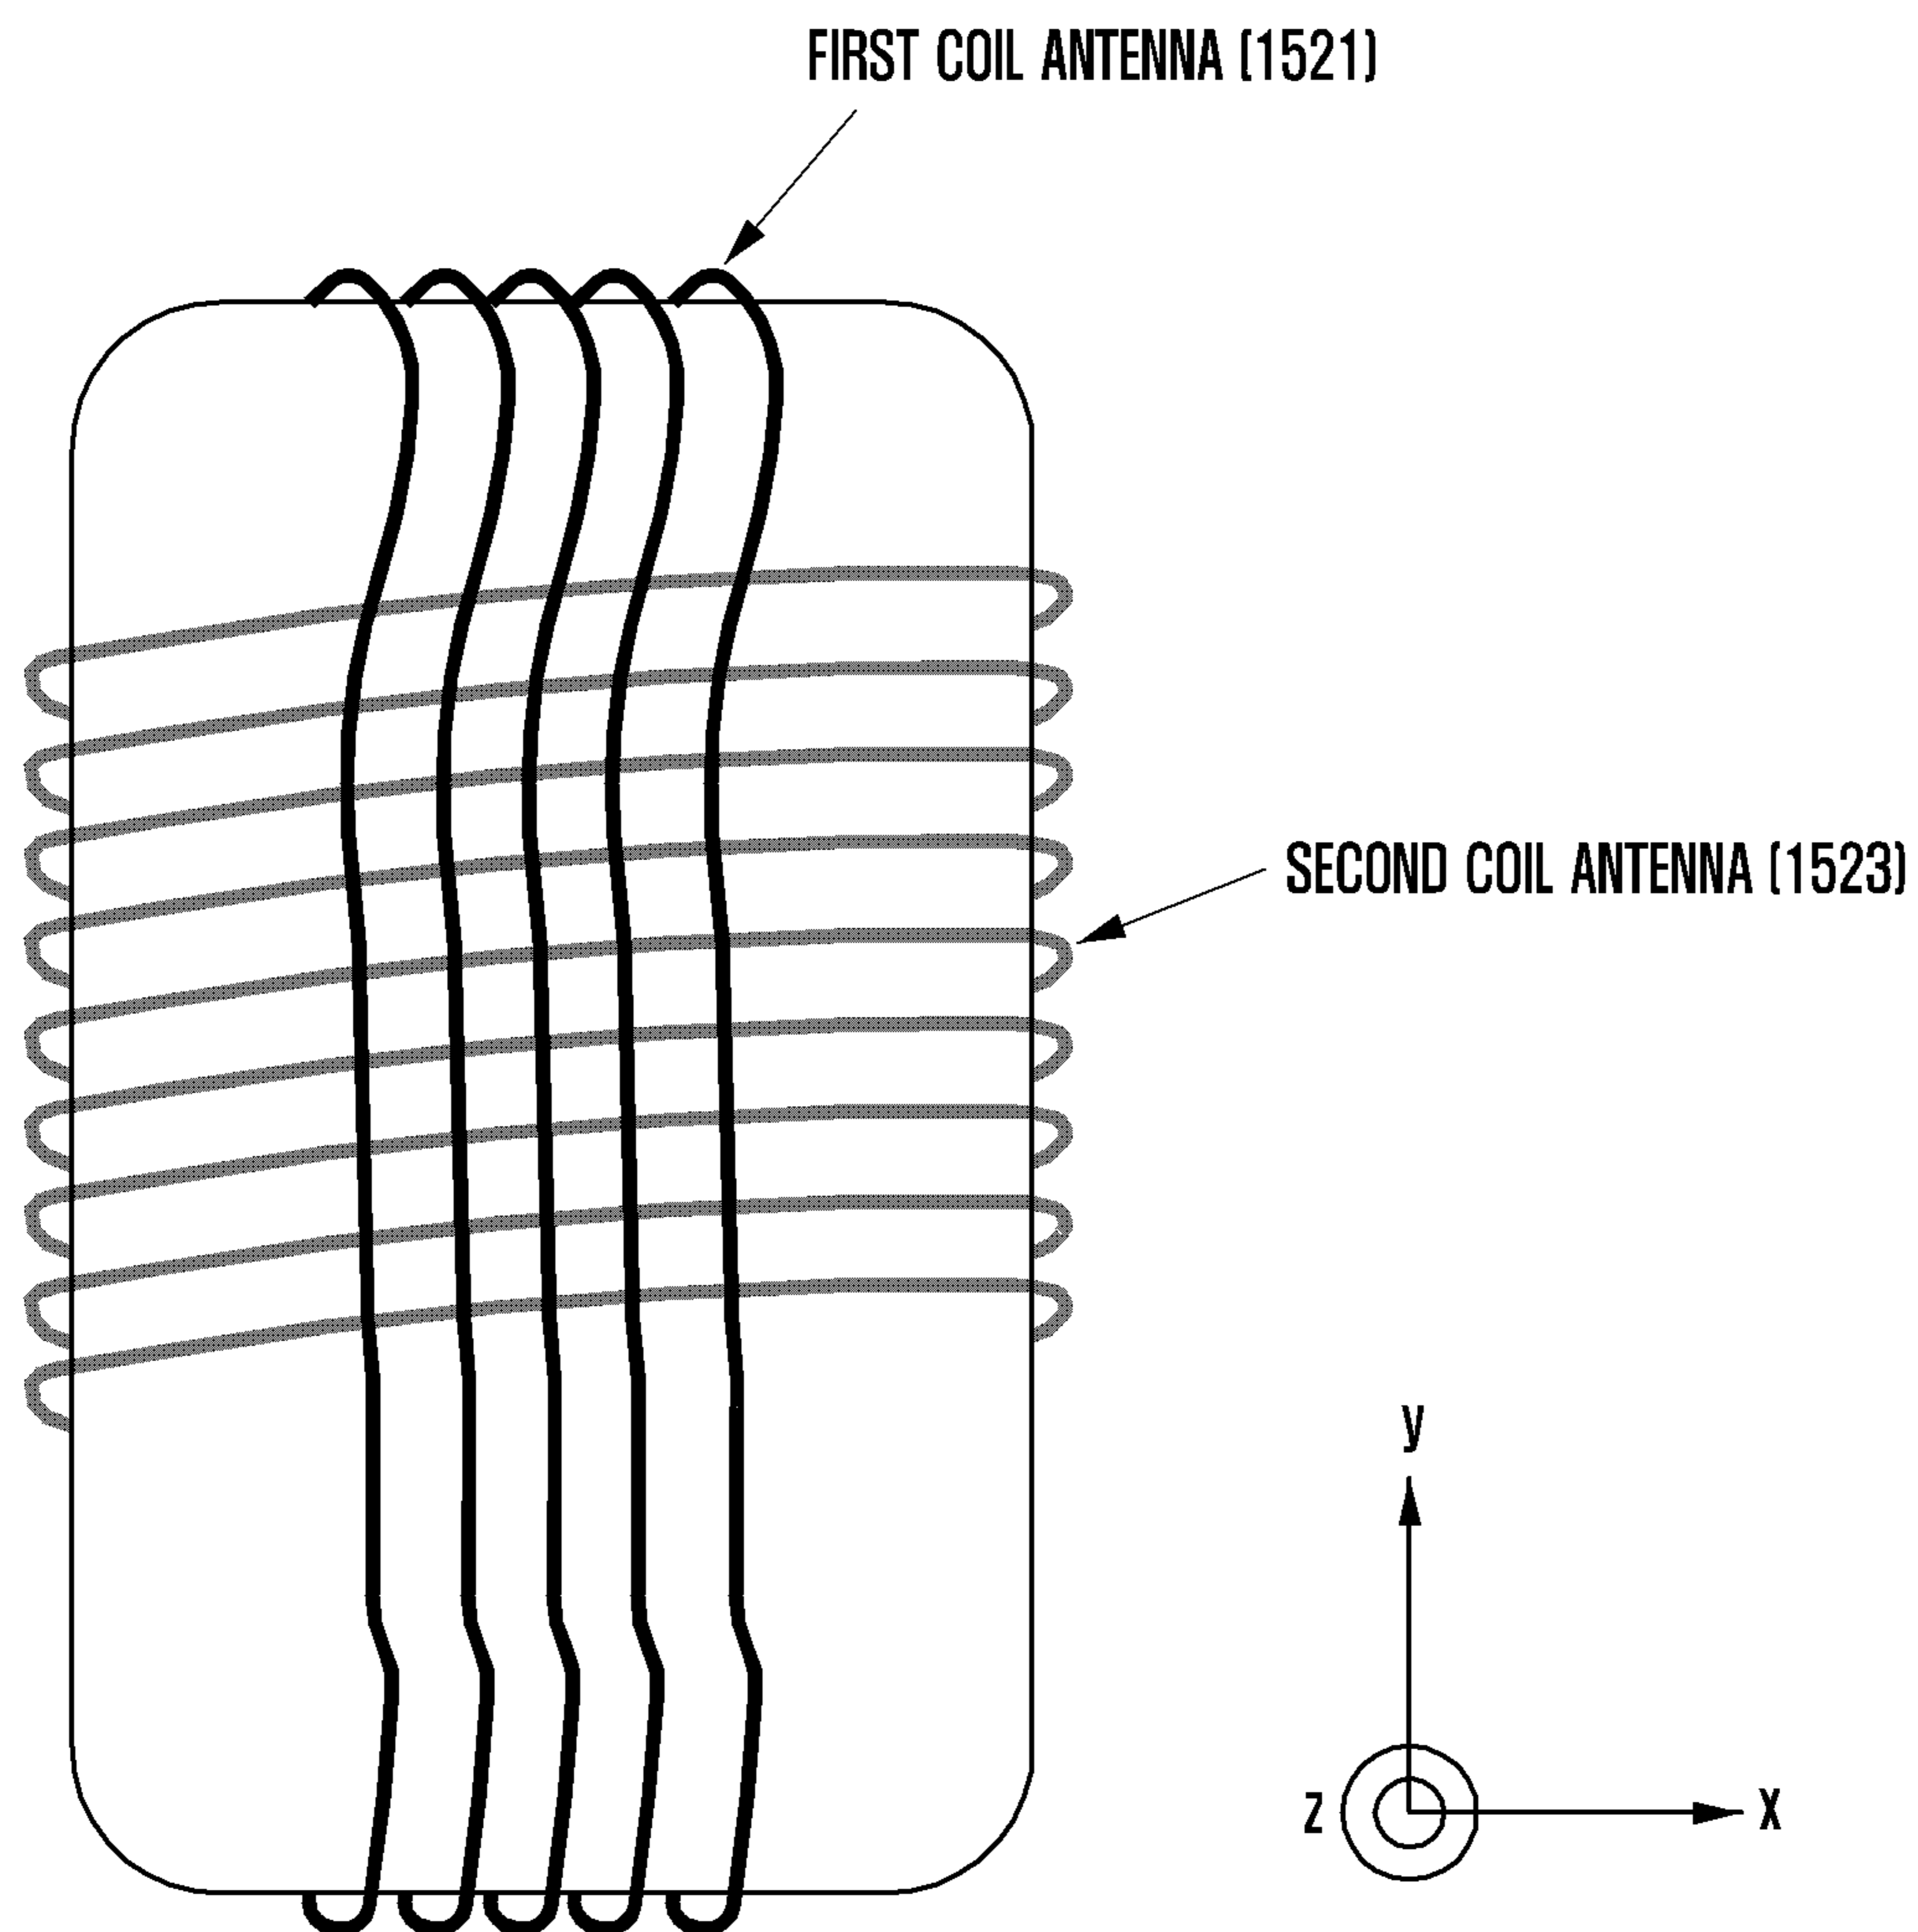 FIRST COIL ANTENNA (1521)
SECOND COIL ANTENNA (1523)
y
z
x